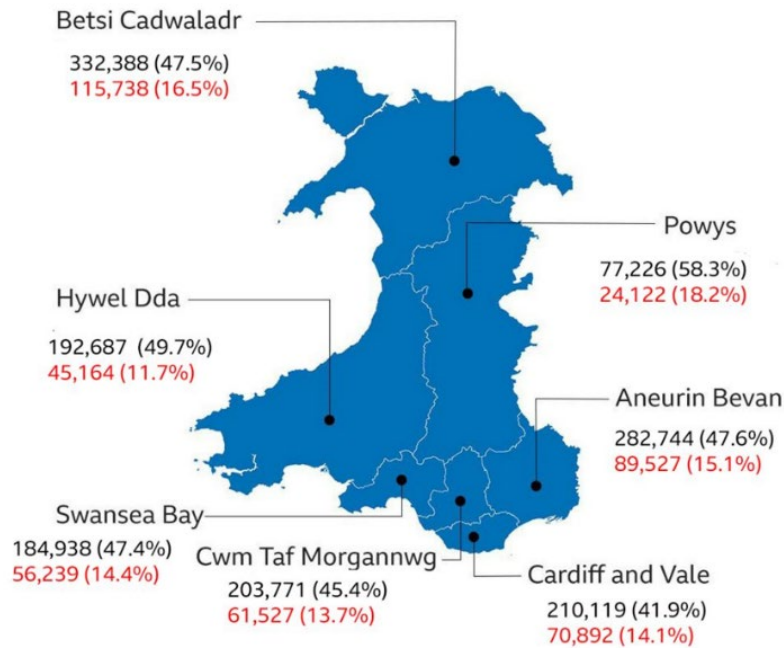 Betsi Cadwaladr
332,388 (47.5%)
115,738 (16.5%)
Powys
77,226 (58.3%)
24,122 (18.2%)
Hywel Dda
192,687 (49.7%)
45,164 (11.7%)
Aneurin Bevan
282,744 (47.6%)
89,527 (15.1%)
Swansea Bay
184,938 (47.4%)
56,239 (14.4%)
Cwm Taf Morgannwg
203,771 (45.4%)
61,527 (13.7%)
Cardiff and Vale
210,119 (41.9%)
70,892 (14.1%)